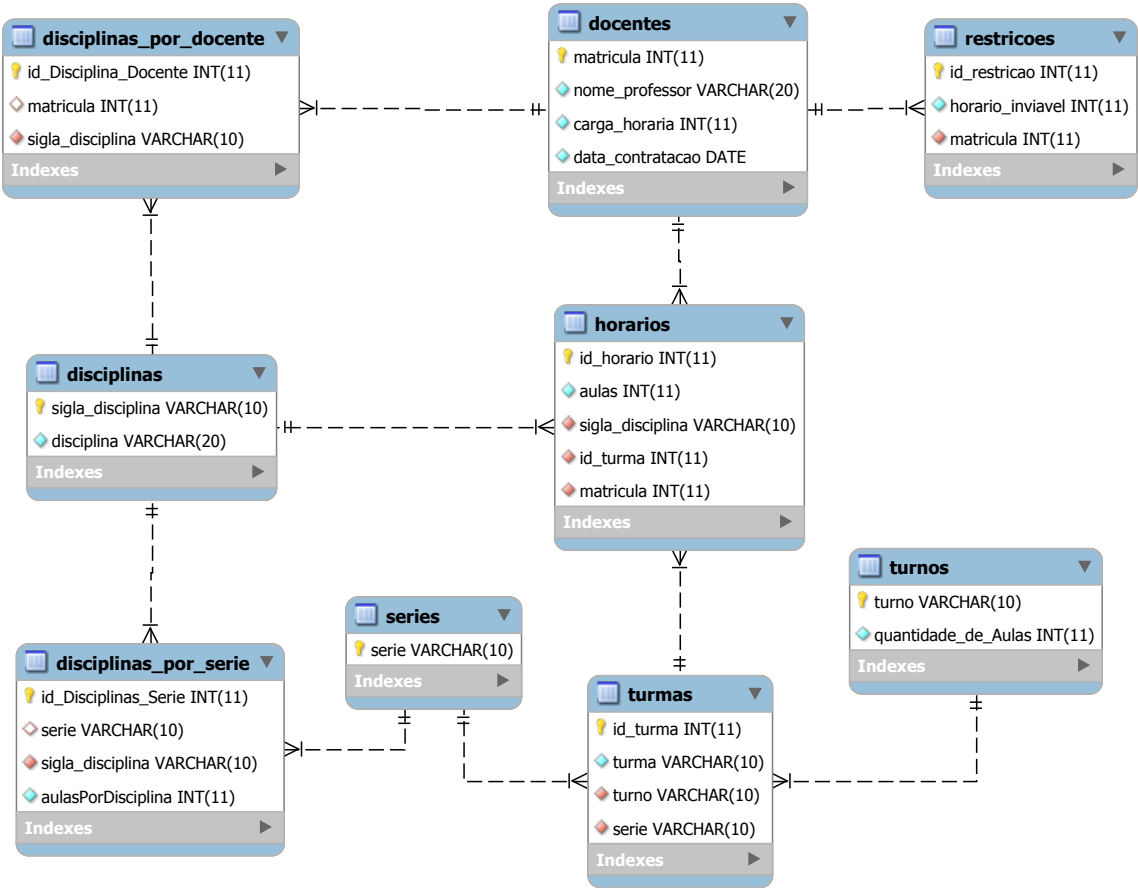 disciplinas_por_docente
id_Disciplina_Docente INT(11)
matricula INT(11)
sigla_disciplina VARCHAR(10)
Indexes
docentes
matricula INT(11)
nome_professor VARCHAR(20)
carga_horaria INT(11)
data_contratacao DATE
Indexes
restricoes
id_restricao INT(11)
horario_inviavel INT(11)
matricula INT(11)
Indexes
disciplinas
sigla_disciplina VARCHAR(10)
disciplina VARCHAR(20)
Indexes
horarios
id_horario INT(11)
aulas INT(11)
sigla_disciplina VARCHAR(10)
id_turma INT(11)
matricula INT(11)
Indexes
turnos
turno VARCHAR(10)
quantidade_de_Aulas INT(11)
Indexes
series
serie VARCHAR(10)
Indexes
disciplinas_por_serie
id_Disciplinas_Serie INT(11)
serie VARCHAR(10)
sigla_disciplina VARCHAR(10)
aulasPorDisciplina INT(11)
Indexes
turmas
id_turma INT(11)
turma VARCHAR(10)
turno VARCHAR(10)
serie VARCHAR(10)
Indexes